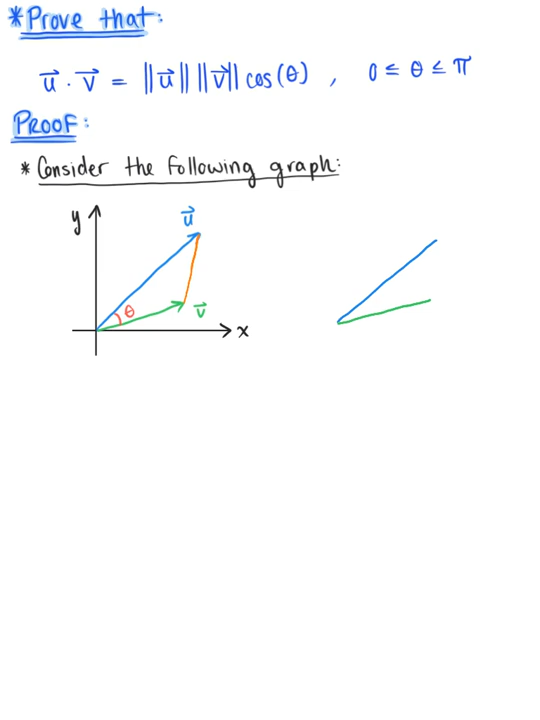 *Prove that:
u⃗ · v⃗ = ||u⃗|| ||v⃗|| cos(θ) , 0 ≤ θ ≤ π
PROOF:
* Consider the following graph:
y
u⃗
θ
v⃗
x